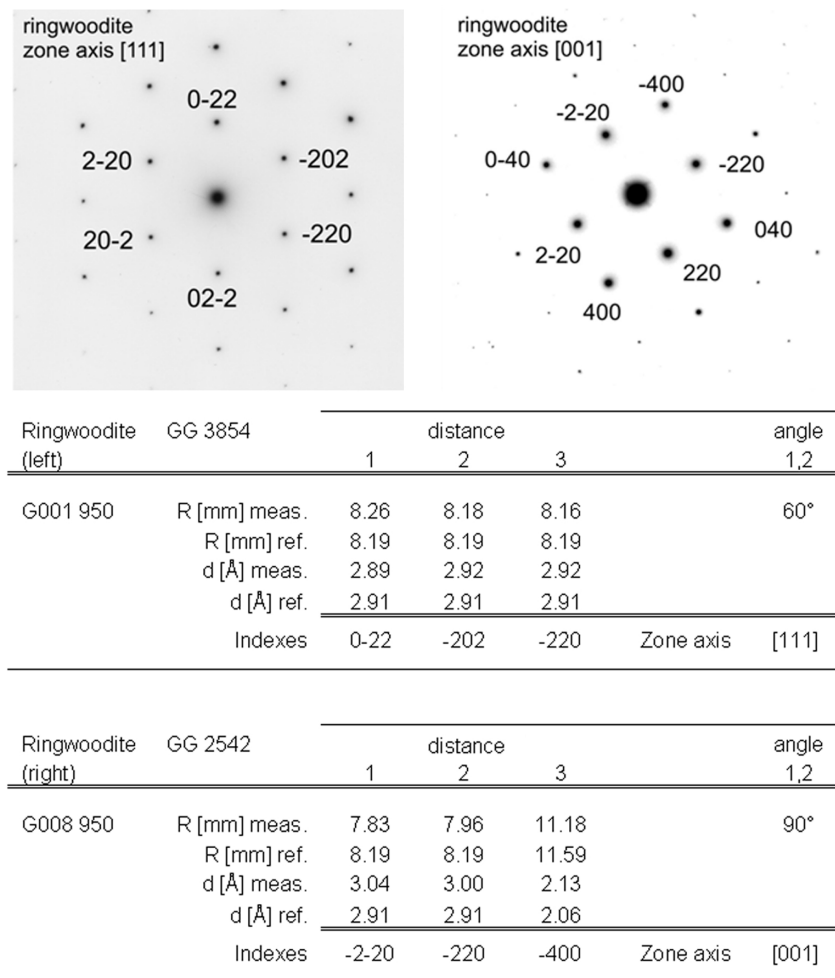 ringwoodite
zone axis [111]
0-22
2-20
-202
20-2
-220
02-2
ringwoodite
zone axis [001]
-400
-2-20
0-40
-220
040
2-20
220
400
Ringwoodite GG 3854 distance angle
(left) 1 2 3 1,2
G001 950 R [mm] meas. 8.26 8.18 8.16 60°
R [mm] ref. 8.19 8.19 8.19
d [Å] meas. 2.89 2.92 2.92
d [Å] ref. 2.91 2.91 2.91
Indexes 0-22 -202 -220 Zone axis [111]
Ringwoodite GG 2542 distance angle
(right) 1 2 3 1,2
G008 950 R [mm] meas. 7.83 7.96 11.18 90°
R [mm] ref. 8.19 8.19 11.59
d [Å] meas. 3.04 3.00 2.13
d [Å] ref. 2.91 2.91 2.06
Indexes -2-20 -220 -400 Zone axis [001]